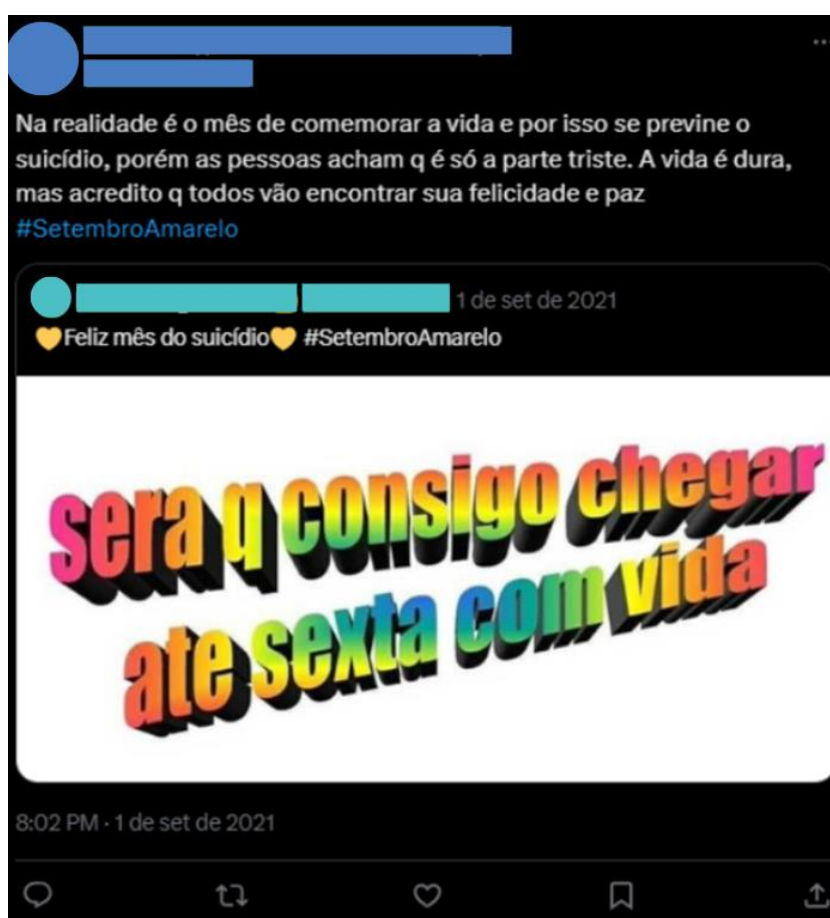 Na realidade é o mês de comemorar a vida e por isso se previne o
suicídio, porém as pessoas acham q é só a parte triste. A vida é dura,
mas acredito q todos vão encontrar sua felicidade e paz
#SetembroAmarelo
1 de set de 2021
💛Feliz mês do suicídio💛 #SetembroAmarelo
sera q consigo chegar
ate sexta com vida
8:02 PM · 1 de set de 2021